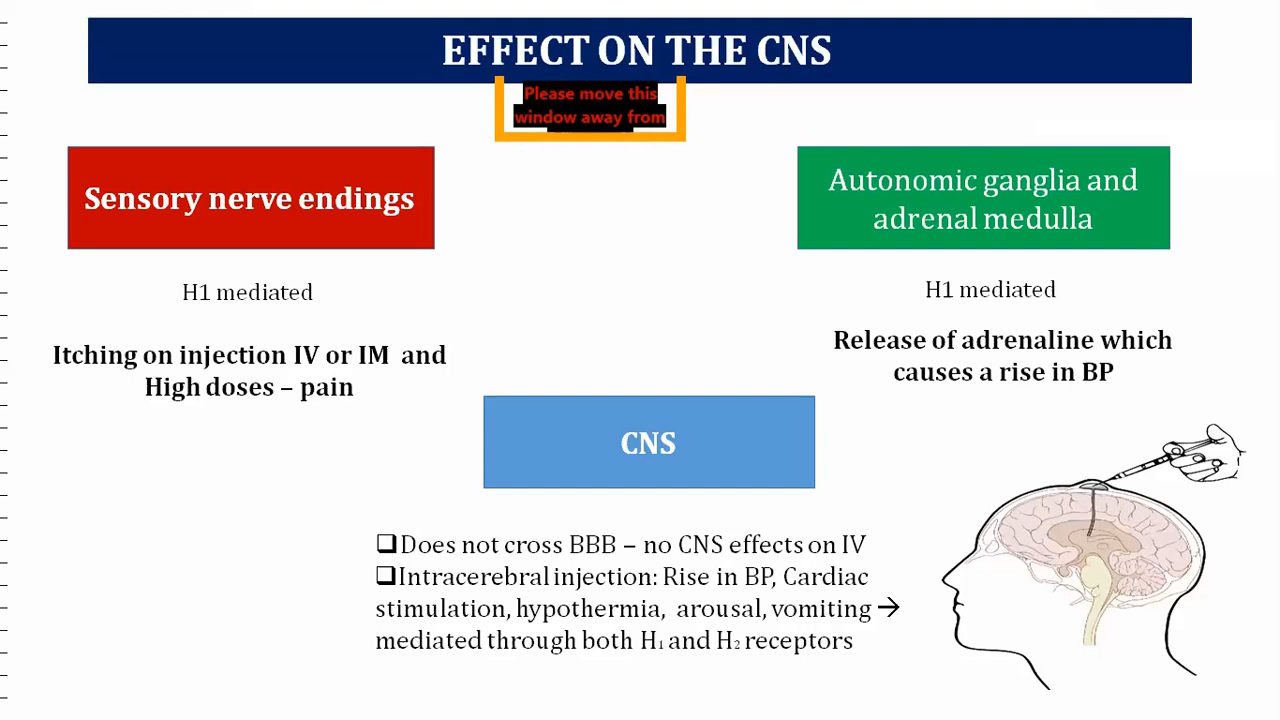 EFFECT ON THE CNS
Please move this
window away from
Sensory nerve endings
H1 mediated
Itching on injection IV or IM and
High doses – pain
Autonomic ganglia and
adrenal medulla
H1 mediated
Release of adrenaline which
causes a rise in BP
CNS
❑Does not cross BBB – no CNS effects on IV
❑Intracerebral injection: Rise in BP, Cardiac
stimulation, hypothermia, arousal, vomiting →
mediated through both H₁ and H₂ receptors